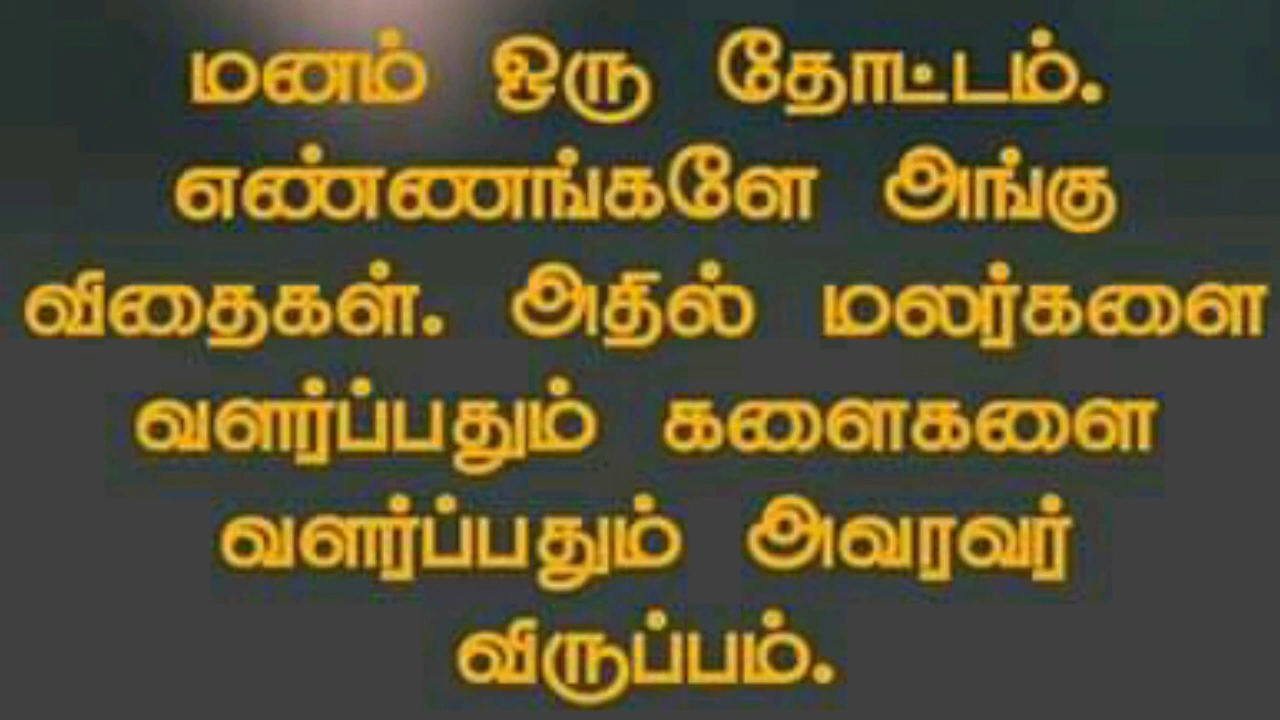 மனம் ஒரு தோட்டம்.
எண்ணங்களே அங்கு
விதைகள். அதில் மலர்களை
வளர்ப்பதும் களைகளை
வளர்ப்பதும் அவரவர்
விருப்பம்.